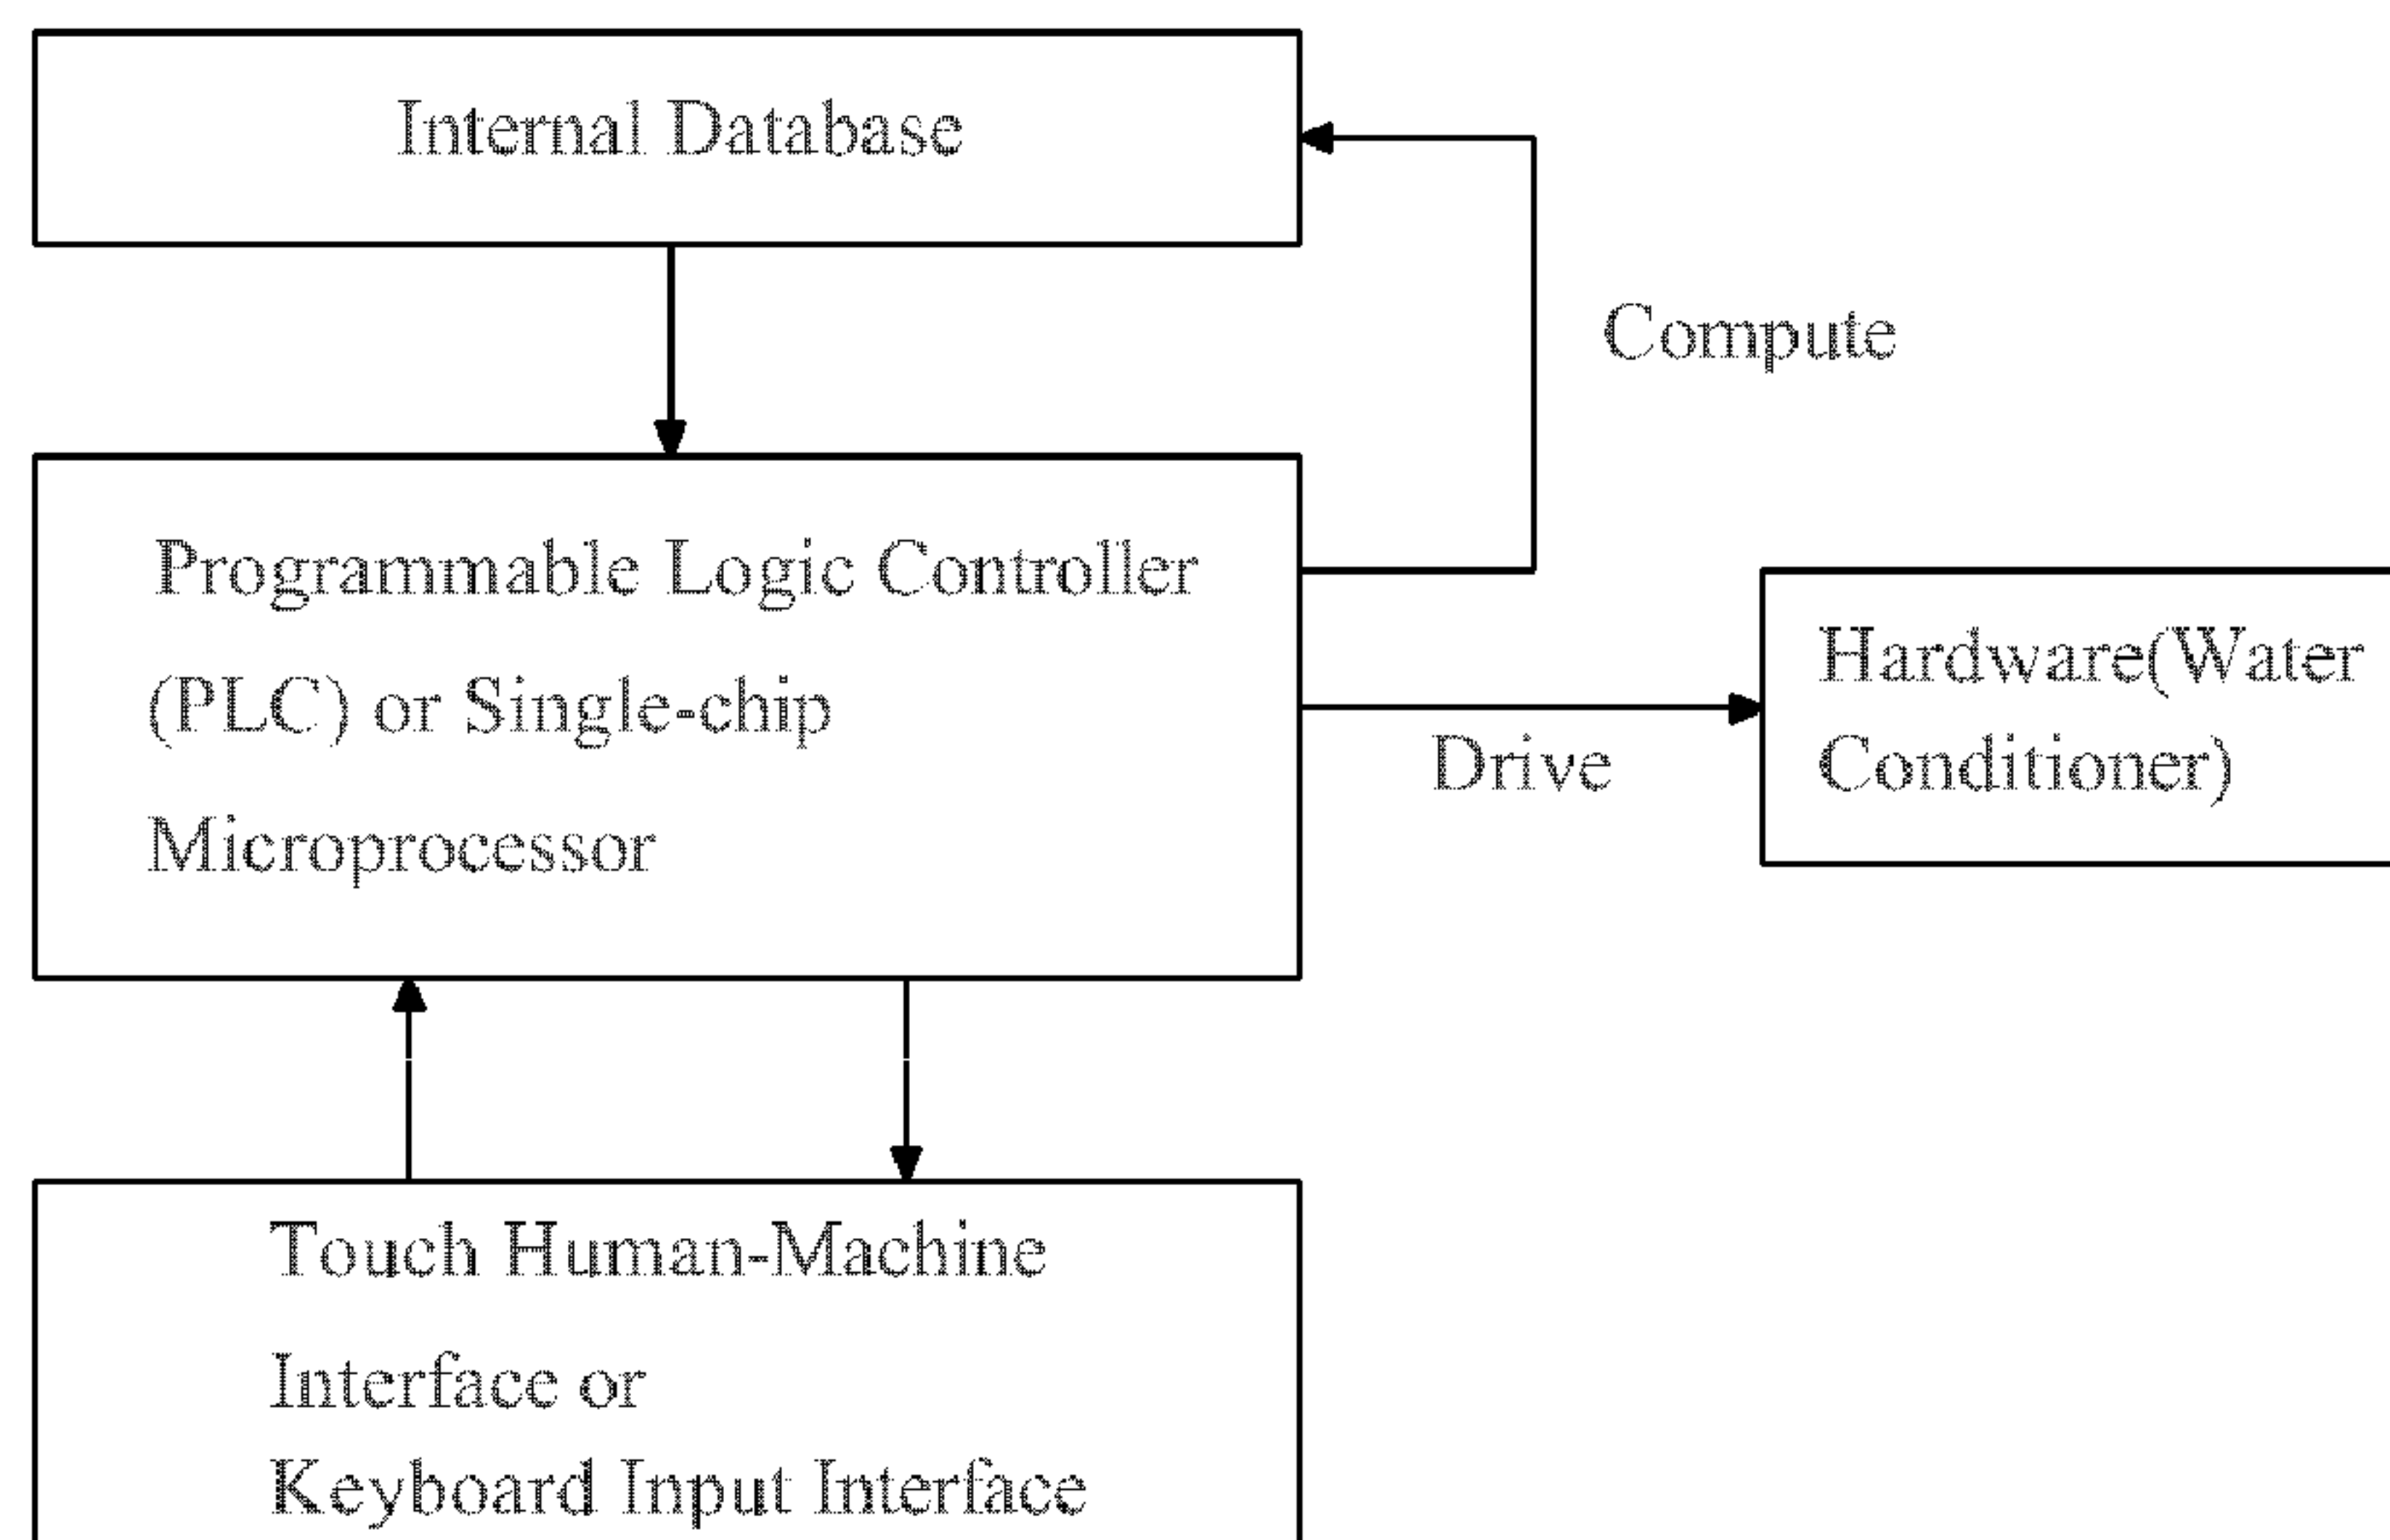 Internal Database
Compute
Programmable Logic Controller
(PLC) or Single-chip
Microprocessor
Drive
Hardware(Water
Conditioner)
Touch Human-Machine
Interface or
Keyboard Input Interface